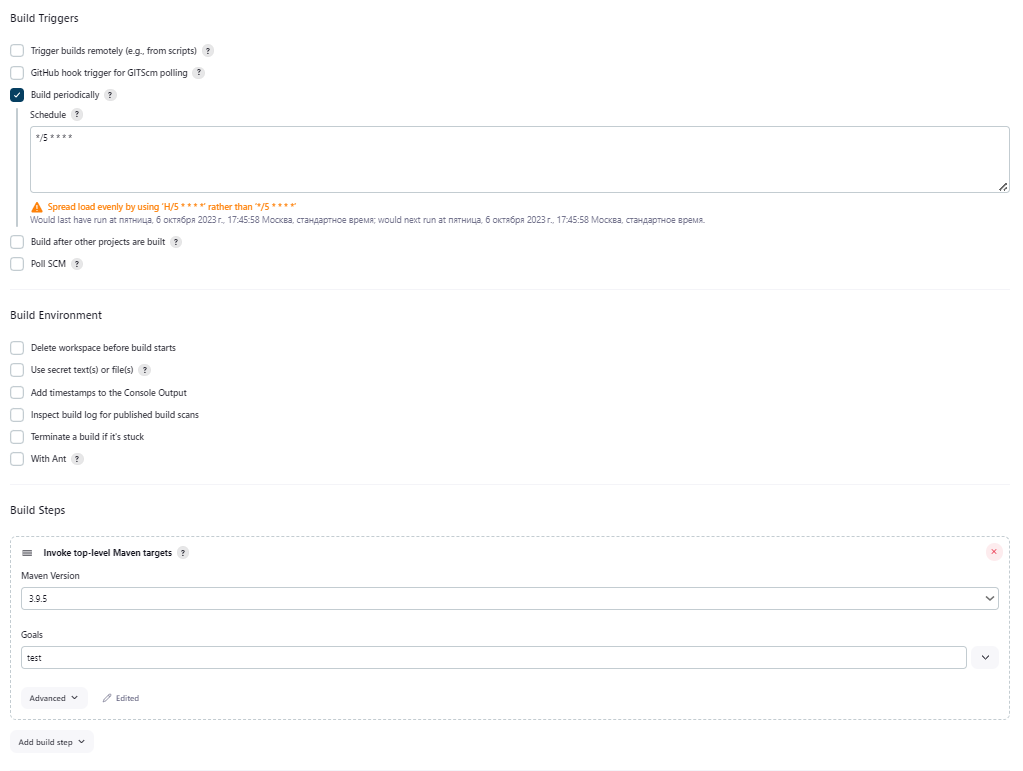 Build Triggers
Trigger builds remotely (e.g., from scripts) ?
GitHub hook trigger for GITScm polling ?
Build periodically ?
Schedule ?
*/5 * * * *
Spread load evenly by using 'H/5 * * * *' rather than '*/5 * * * *'
Would last have run at пятница, 6 октября 2023 г., 17:45:58 Москва, стандартное время; would next run at пятница, 6 октября 2023 г., 17:45:58 Москва, стандартное время.
Build after other projects are built ?
Poll SCM ?
Build Environment
Delete workspace before build starts
Use secret text(s) or file(s) ?
Add timestamps to the Console Output
Inspect build log for published build scans
Terminate a build if it's stuck
With Ant ?
Build Steps
Invoke top-level Maven targets ?
Maven Version
3.9.5
Goals
test
Advanced Edited
Add build step